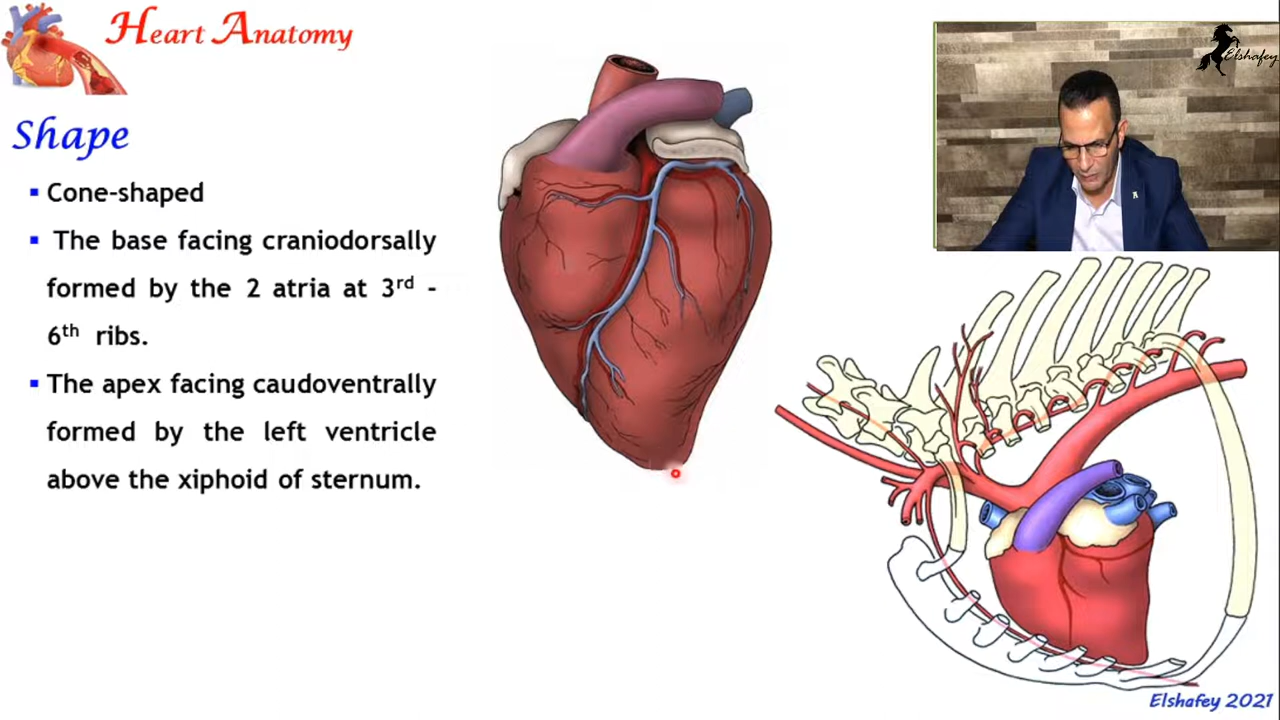 Heart Anatomy
Elshafey
Shape
▪ Cone-shaped
▪ The base facing craniodorsally
formed by the 2 atria at 3rd -
6th ribs.
▪ The apex facing caudoventrally
formed by the left ventricle
above the xiphoid of sternum.
Elshafey 2021